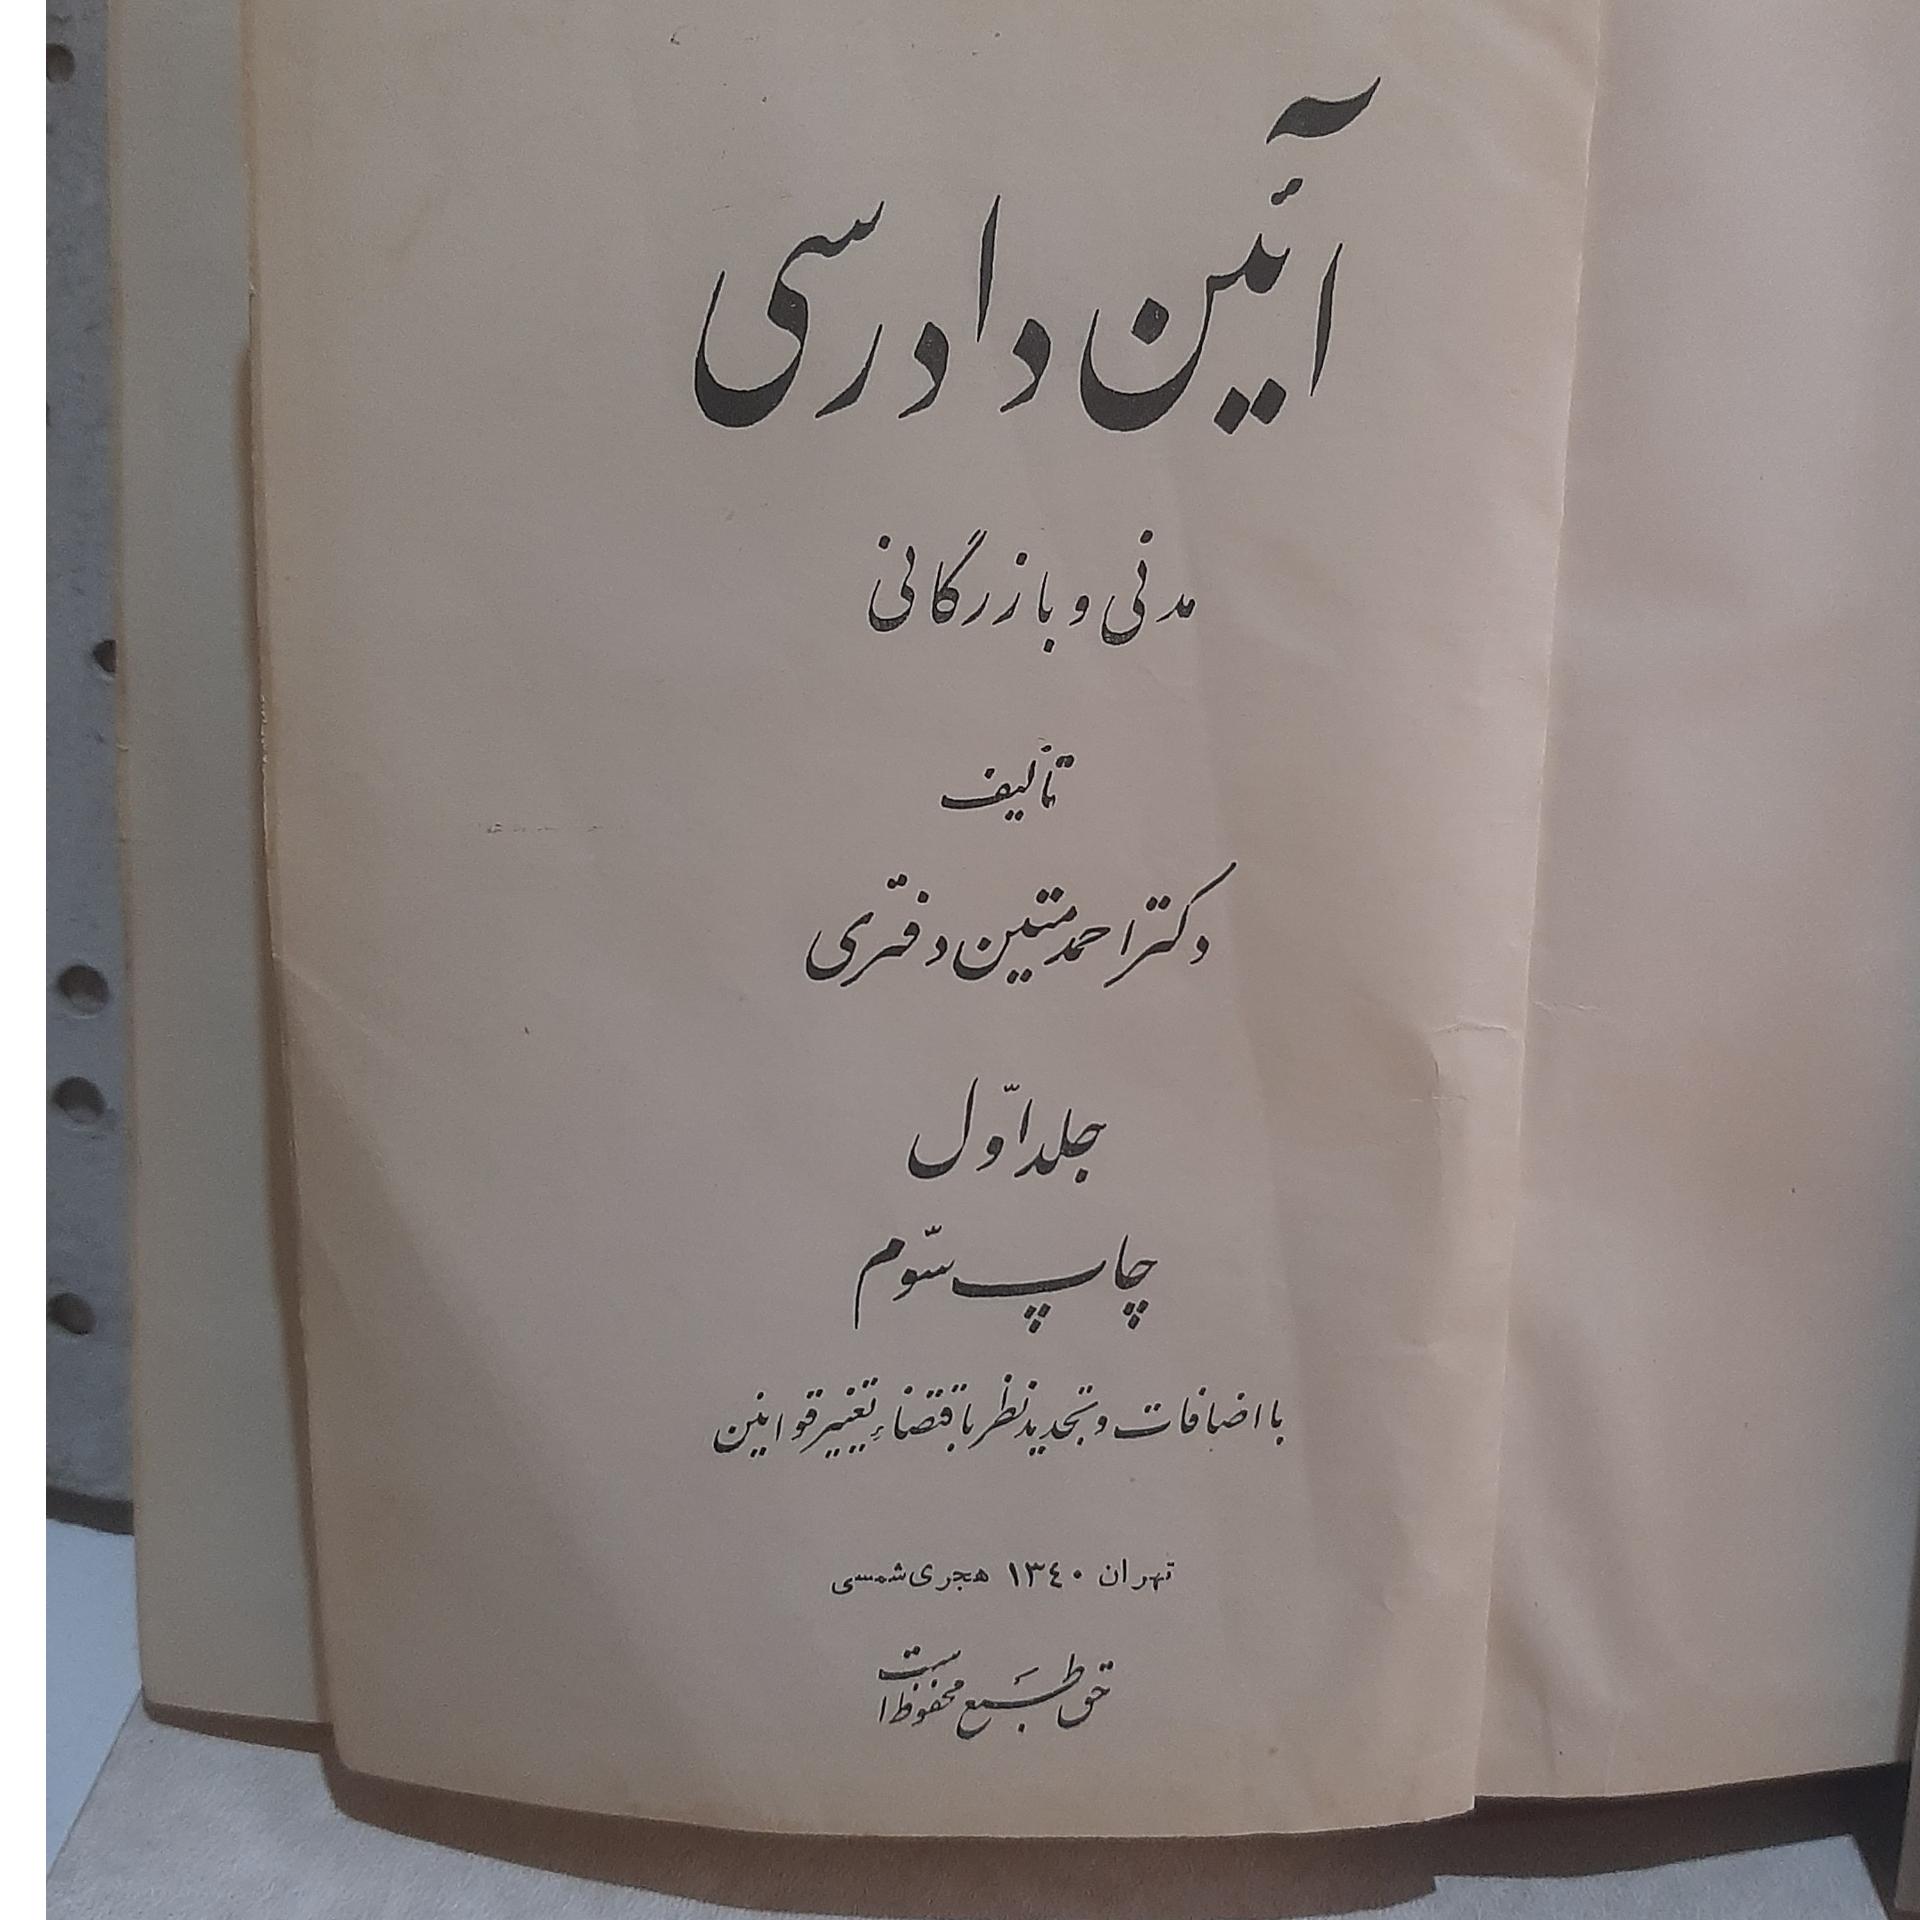 آئین دادرسی
مدنی و بازرگانی
تألیف
دکتر احمد متین دفتری
جلد اوّل
چاپ سوّم
با اضافات و تجدید نظر باقتضاءِ تغییر قوانین
تهران ۱۳٤۰ هجری شمسی
حق طبع محفوظ است